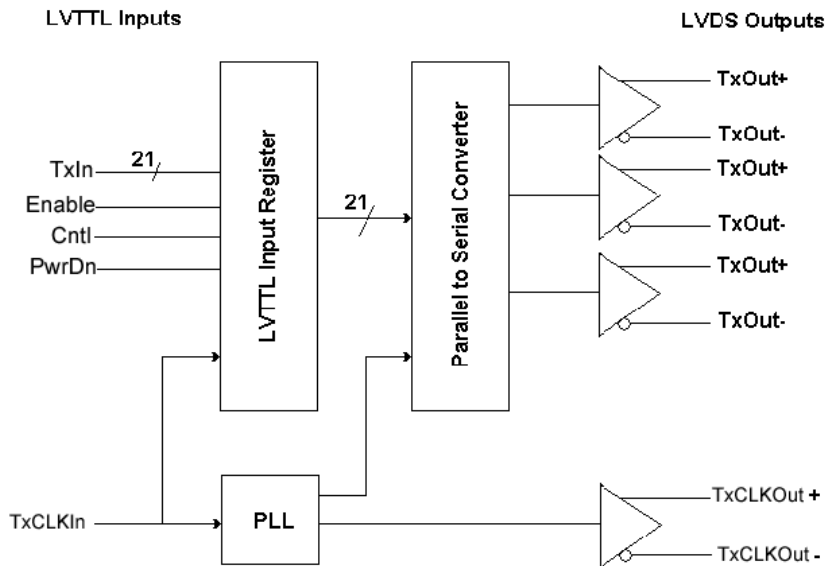 LVTTL Inputs
LVDS Outputs
TxIn
21
Enable
Cntl
PwrDn
LVTTL Input Register
21
Parallel to Serial Converter
TxOut+
TxOut-
TxOut+
TxOut-
TxOut+
TxOut-
TxCLKIn
PLL
TxCLKOut +
TxCLKOut -